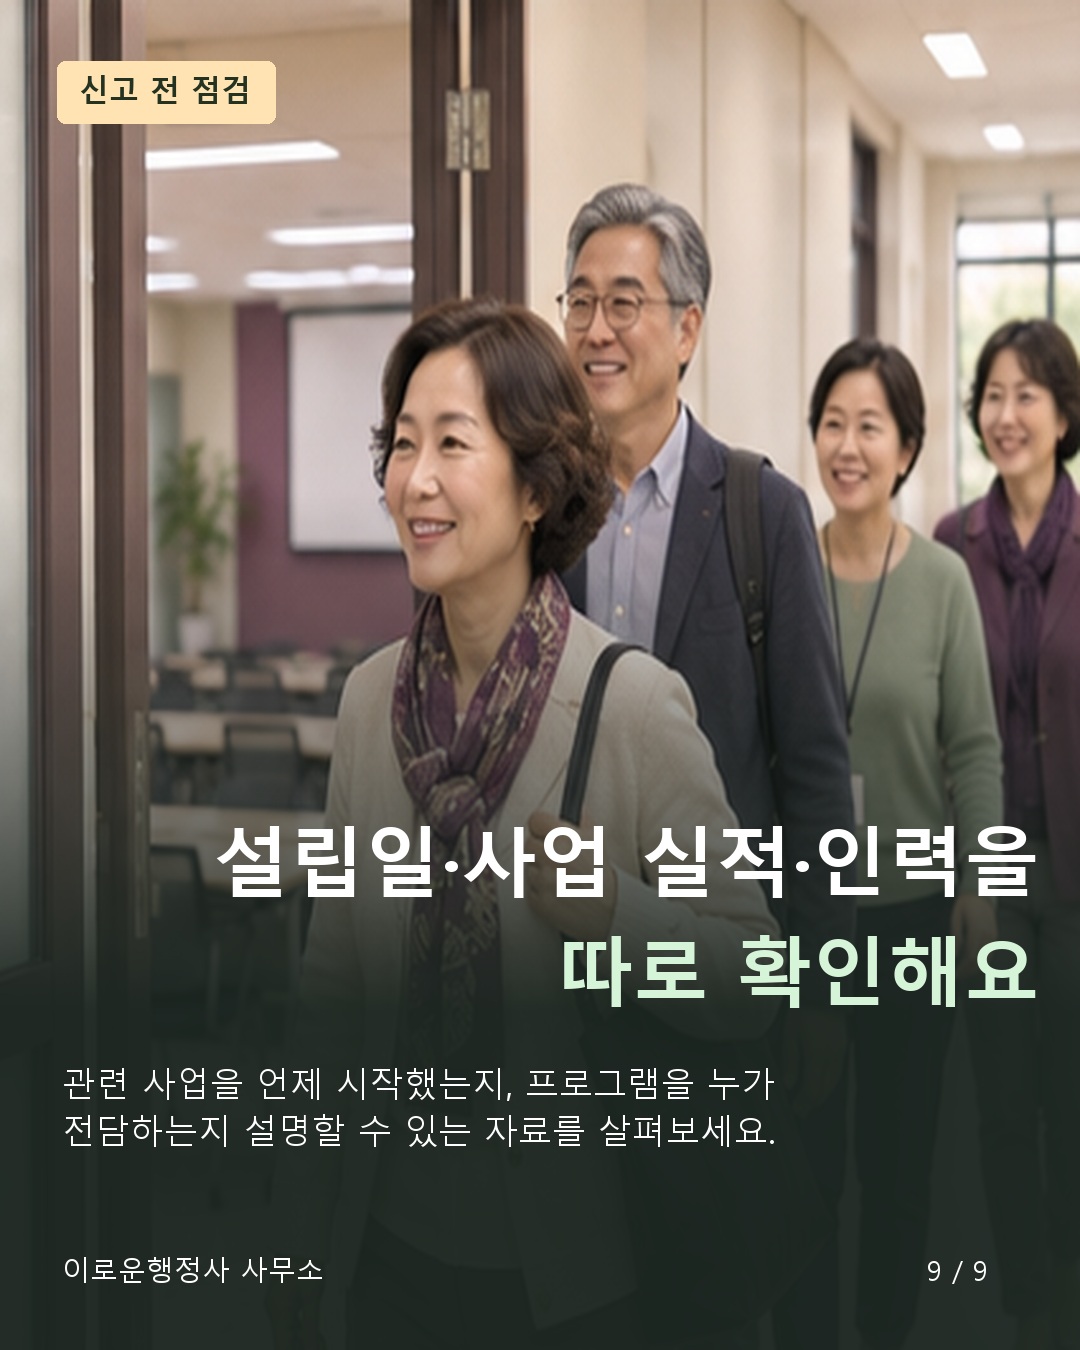 신고 전 점검
설립일·사업 실적·인력을
따로 확인해요
관련 사업을 언제 시작했는지, 프로그램을 누가
전담하는지 설명할 수 있는 자료를 살펴보세요.
이로운행정사 사무소
9 / 9